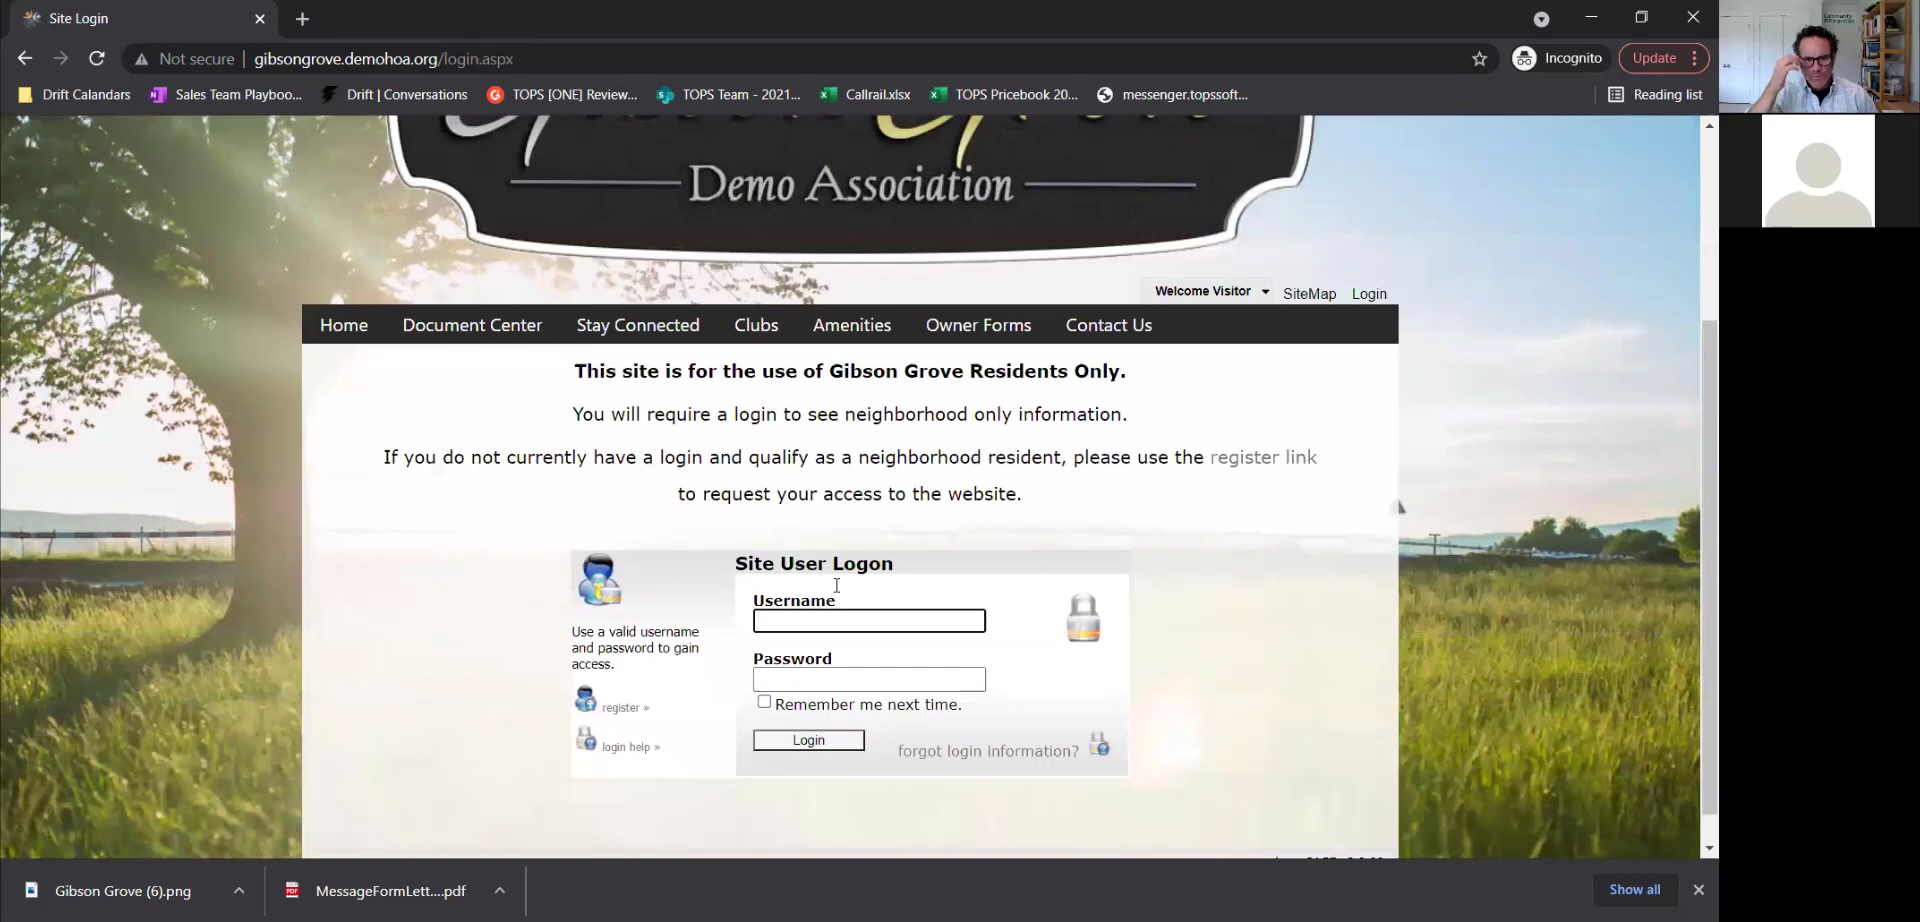 Site Login
Not secure | gibsongrove.demohoa.org/login.aspx
Incognito
Update
Drift Calandars
Sales Team Playboo...
Drift | Conversations
TOPS [ONE] Review...
TOPS Team - 2021...
Callrail.xlsx
TOPS Pricebook 20...
messenger.topssoft...
Reading list
Demo Association
Welcome Visitor
SiteMap
Login
Home
Document Center
Stay Connected
Clubs
Amenities
Owner Forms
Contact Us
This site is for the use of Gibson Grove Residents Only.
You will require a login to see neighborhood only information.
If you do not currently have a login and qualify as a neighborhood resident, please use the register link
to request your access to the website.
Site User Logon
Use a valid username
and password to gain
access.
register »
login help »
Username
Password
Remember me next time.
Login
forgot login information?
Gibson Grove (6).png
MessageFormLett....pdf
Show all